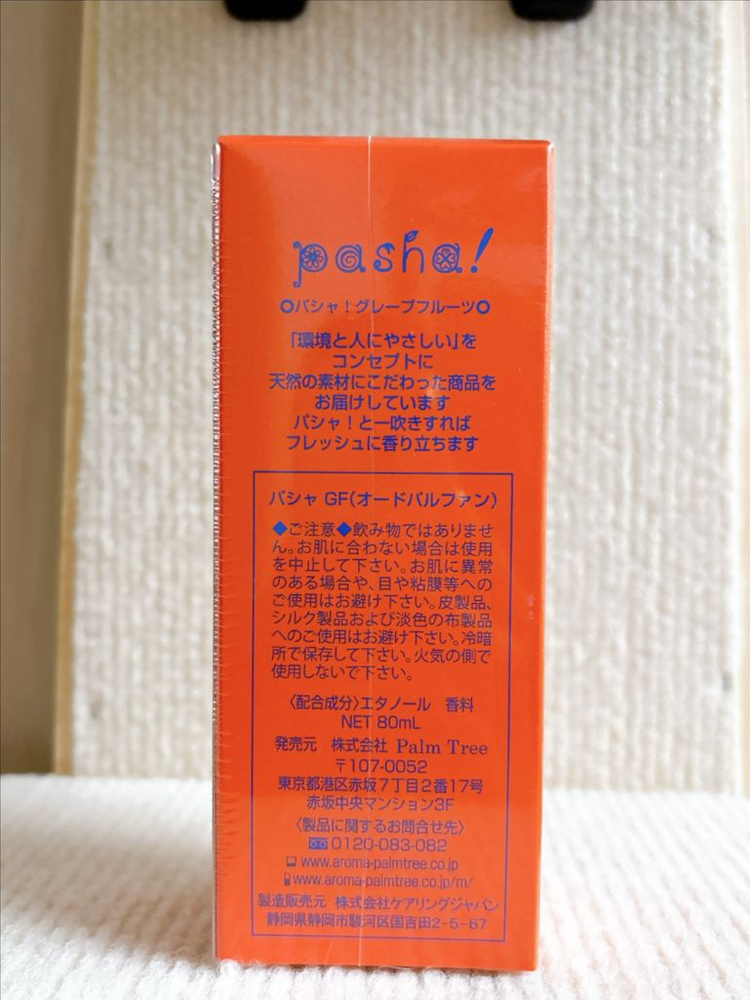 pasha!
○パシャ!グレープフルーツ○
「環境と人にやさしい」を
コンセプトに
天然の素材にこだわった商品を
お届けしています
パシャ!と一吹きすれば
フレッシュに香り立ちます
パシャ GF(オードパルファン)
◆ご注意◆飲み物ではありませ
ん。お肌に合わない場合は使用
を中止して下さい。お肌に異常
のある場合や、目や粘膜等への
ご使用はお避け下さい。皮製品、
シルク製品および淡色の布製品
へのご使用はお避け下さい。冷暗
所で保存して下さい。火気の側で
使用しないで下さい。
〈配合成分〉エタノール 香料
NET 80mL
発売元 株式会社 Palm Tree
〒107-0052
東京都港区赤坂7丁目2番17号
赤坂中央マンション3F
〈製品に関するお問合せ先〉
0120-083-082
www.aroma-palmtree.co.jp
www.aroma-palmtree.co.jp/m/
製造販売元 株式会社ケアリングジャパン
静岡県静岡市駿河区国吉田2-5-67